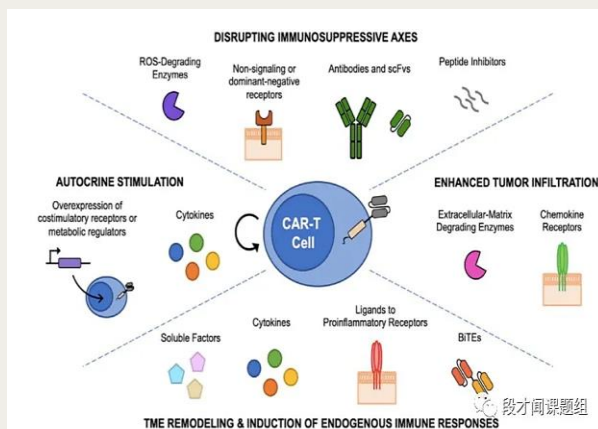 DISRUPTING IMMUNOSUPPRESSIVE AXES
ROS-Degrading
Enzymes
Non-signaling or
dominant-negative
receptors
Antibodies and scFvs
Peptide Inhibitors
AUTOCRINE STIMULATION
Overexpression of
costimulatory receptors or
metabolic regulators
Cytokines
CAR-T
Cell
ENHANCED TUMOR INFILTRATION
Extracellular-Matrix
Degrading Enzymes
Chemokine
Receptors
Soluble Factors
Cytokines
Ligands to
Proinflammatory Receptors
BiTEs
段才闻课题组
TME REMODELING & INDUCTION OF ENDOGENOUS IMMUNE RESPONSES